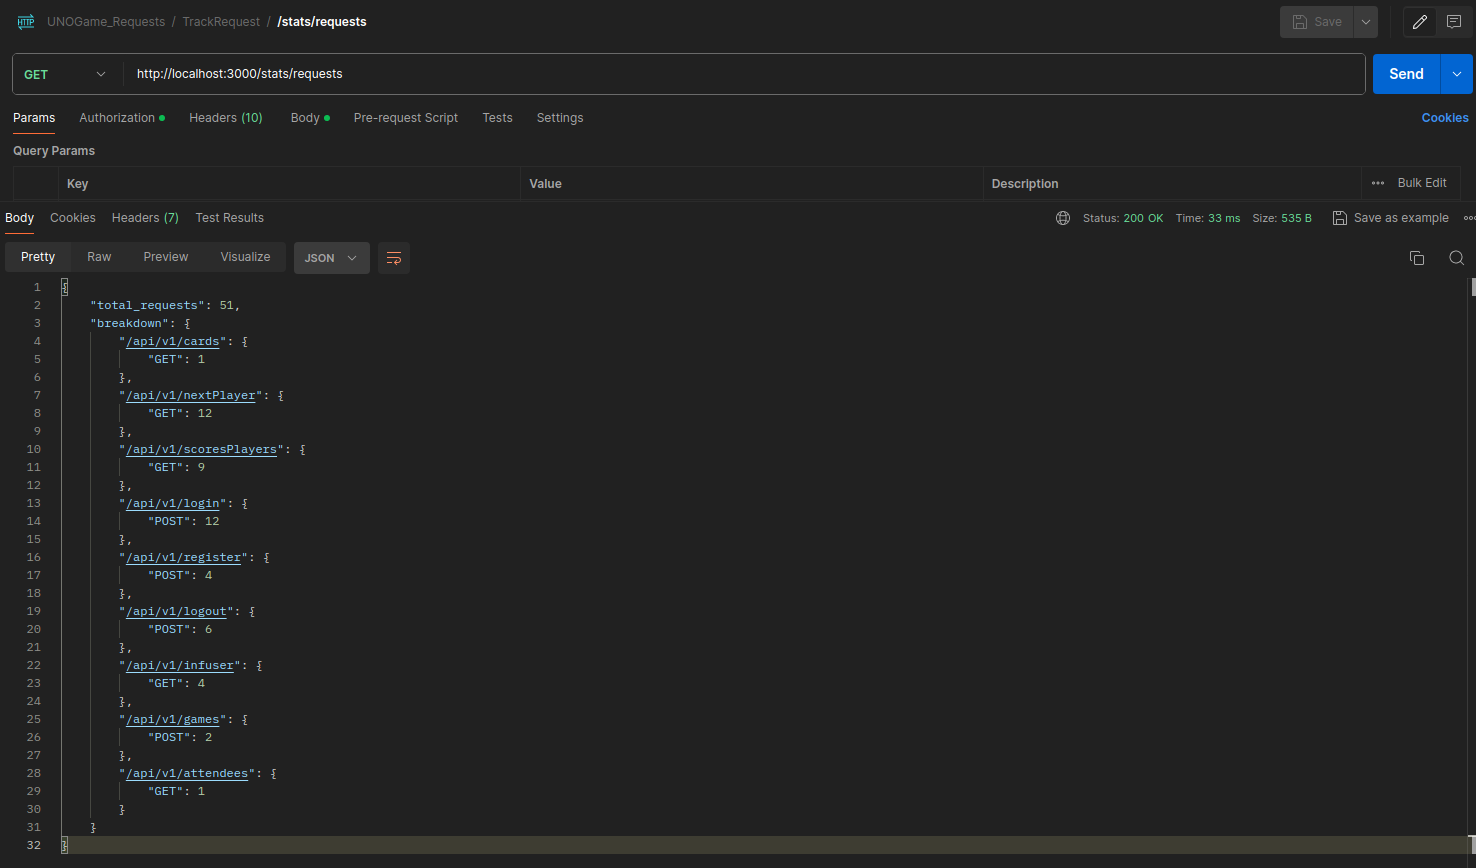 HTTP UNOGame_Requests / TrackRequest / /stats/requests Save
GET http://localhost:3000/stats/requests Send
Params Authorization Headers (10) Body Pre-request Script Tests Settings Cookies
Query Params
Key Value Description Bulk Edit
Body Cookies Headers (7) Test Results Status: 200 OK Time: 33 ms Size: 535 B Save as example
Pretty Raw Preview Visualize JSON
1 {
2 "total_requests": 51,
3 "breakdown": {
4 "/api/v1/cards": {
5 "GET": 1
6 },
7 "/api/v1/nextPlayer": {
8 "GET": 12
9 },
10 "/api/v1/scoresPlayers": {
11 "GET": 9
12 },
13 "/api/v1/login": {
14 "POST": 12
15 },
16 "/api/v1/register": {
17 "POST": 4
18 },
19 "/api/v1/logout": {
20 "POST": 6
21 },
22 "/api/v1/infuser": {
23 "GET": 4
24 },
25 "/api/v1/games": {
26 "POST": 2
27 },
28 "/api/v1/attendees": {
29 "GET": 1
30 }
31 }
32 }